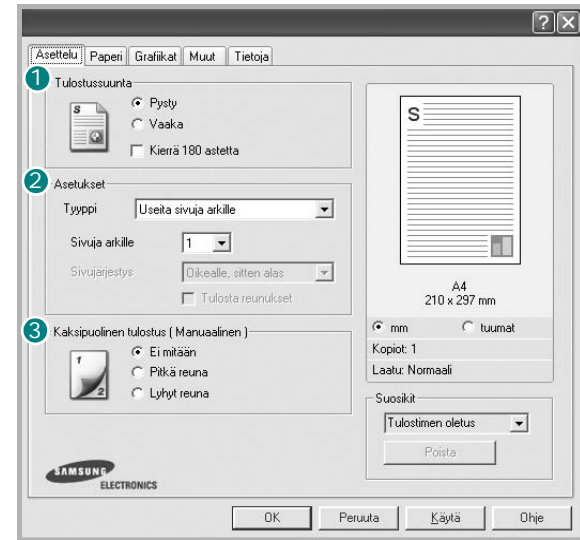 Asettelu Paperi Grafiikat Muut Tietoja
1 Tulostussuunta
S
Pysty
Vaaka
Kierrä 180 astetta
2 Asetukset
Tyyppi Useita sivuja arkille
Sivuja arkille 1
Sivujärjestys Oikealle, sitten alas
Tulosta reunukset
3 Kaksipuolinen tulostus ( Manuaalinen )
1
2
Ei mitään
Pitkä reuna
Lyhyt reuna
SAMSUNG
ELECTRONICS
S
A4
210 x 297 mm
mm tuumat
Kopiot: 1
Laatu: Normaali
Suosikit
Tulostimen oletus
Poista
OK Peruuta Käytä Ohje